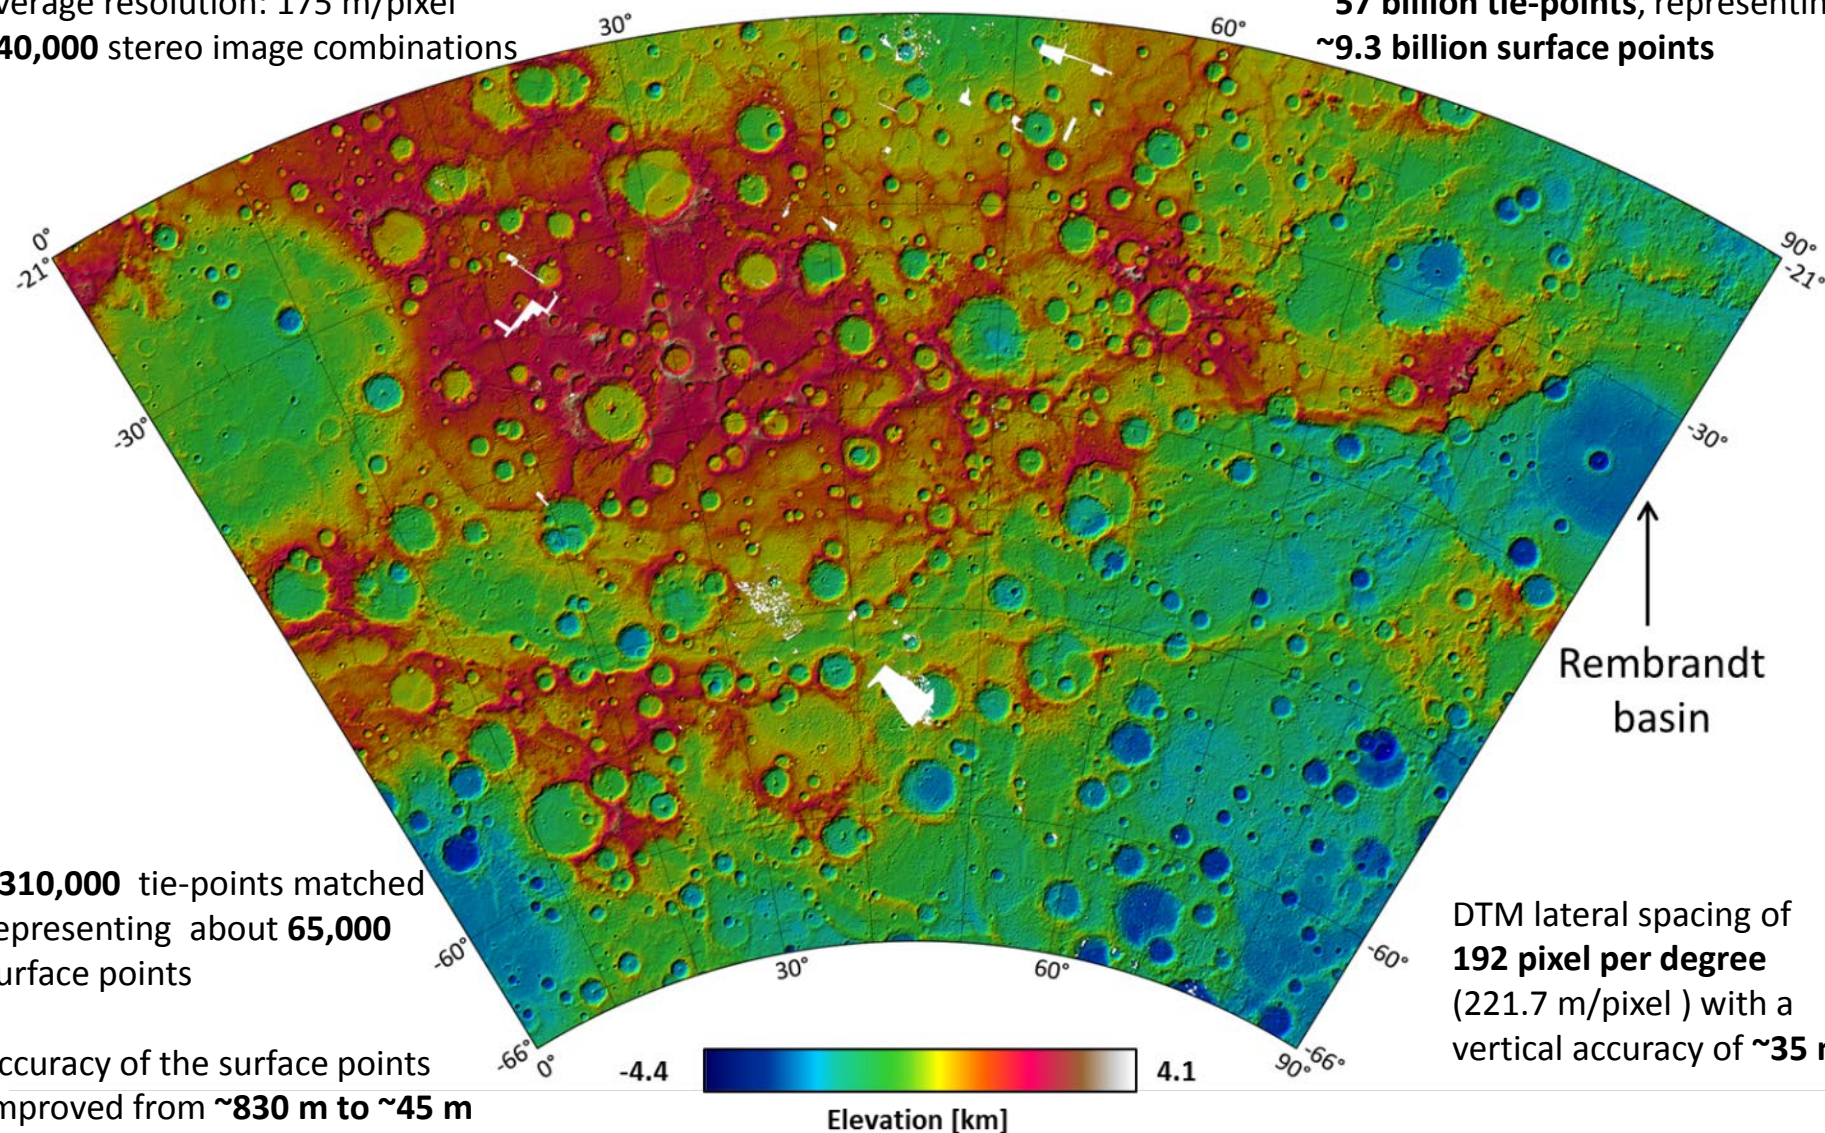 verage resolution: 175 m/pixel
40,000 stereo image combinations
57 billion tie-points, representin
~9.3 billion surface points
30°
60°
0°
-21°
90°
-21°
-30°
-30°
Rembrandt
basin
310,000 tie-points matched
epresenting about 65,000
urface points
ccuracy of the surface points
mproved from ~830 m to ~45 m
-60°
-60°
30°
60°
-66°
0°
90°
-66°
DTM lateral spacing of
192 pixel per degree
(221.7 m/pixel ) with a
vertical accuracy of ~35 m
-4.4
4.1
Elevation [km]